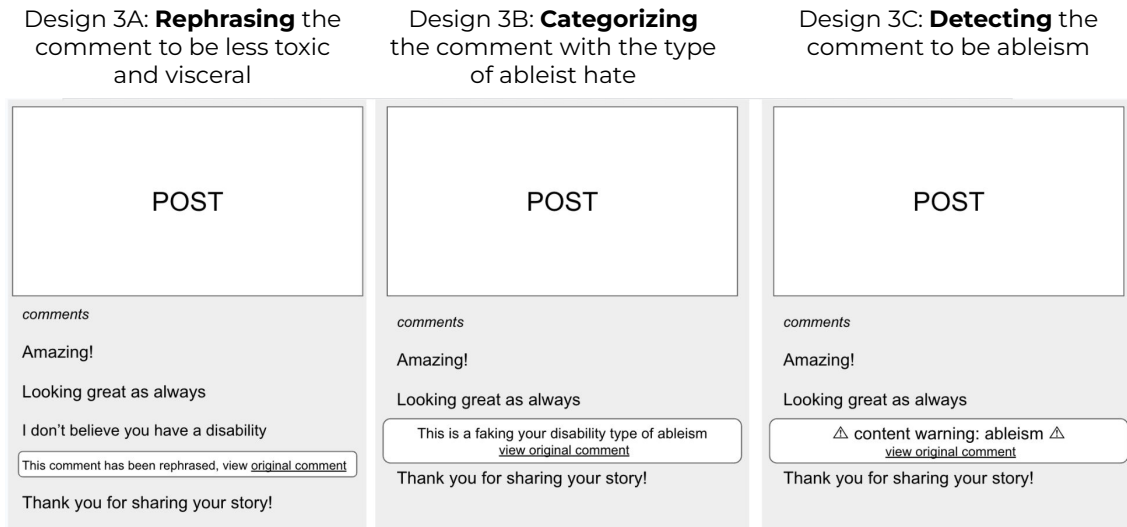 Design 3A: Rephrasing the
comment to be less toxic
and visceral
POST
comments
Amazing!
Looking great as always
I don't believe you have a disability
This comment has been rephrased, view original comment
Thank you for sharing your story!
Design 3B: Categorizing
the comment with the type
of ableist hate
POST
comments
Amazing!
Looking great as always
This is a faking your disability type of ableism
view original comment
Thank you for sharing your story!
Design 3C: Detecting the
comment to be ableism
POST
comments
Amazing!
Looking great as always
⚠ content warning: ableism ⚠
view original comment
Thank you for sharing your story!